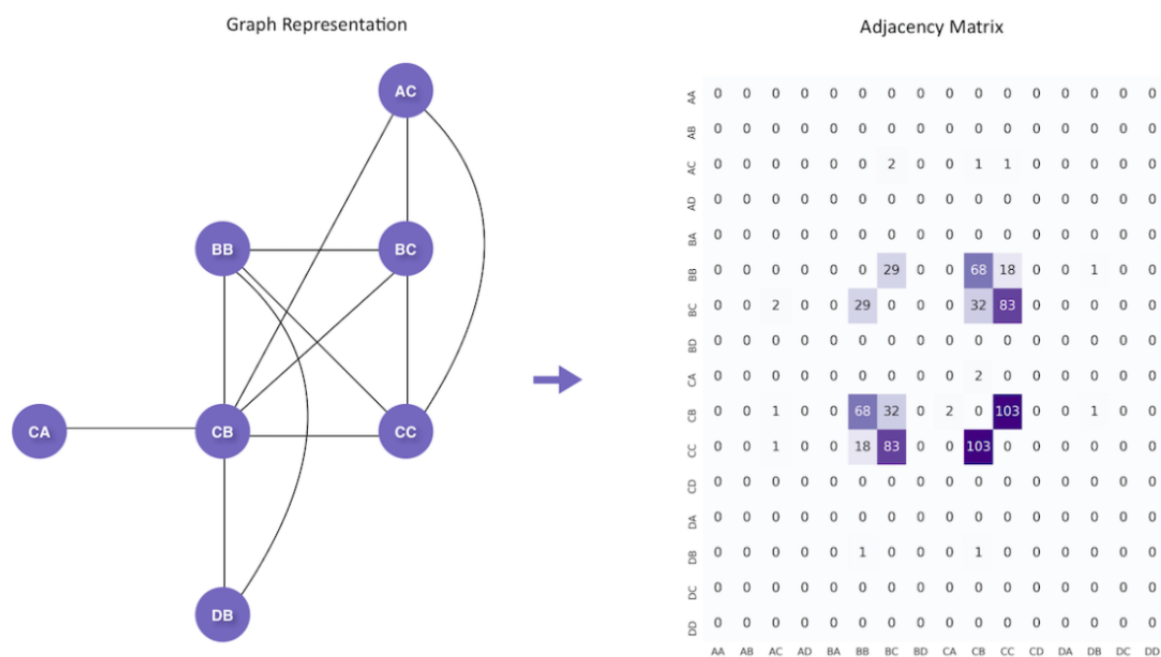 Graph Representation
AC
BB
BC
CA
CB
CC
DB
Adjacency Matrix
AA 0 0 0 0 0 0 0 0 0 0 0 0 0 0 0 0
AB 0 0 0 0 0 0 0 0 0 0 0 0 0 0 0 0
AC 0 0 0 0 0 0 2 0 0 1 1 0 0 0 0 0
AD 0 0 0 0 0 0 0 0 0 0 0 0 0 0 0 0
BA 0 0 0 0 0 0 0 0 0 0 0 0 0 0 0 0
BB 0 0 0 0 0 0 29 0 0 68 18 0 0 1 0 0
BC 0 0 2 0 0 29 0 0 0 32 83 0 0 0 0 0
BD 0 0 0 0 0 0 0 0 0 0 0 0 0 0 0 0
CA 0 0 0 0 0 0 0 0 0 2 0 0 0 0 0 0
CB 0 0 1 0 0 68 32 0 2 0 103 0 0 1 0 0
CC 0 0 1 0 0 18 83 0 0 103 0 0 0 0 0 0
CD 0 0 0 0 0 0 0 0 0 0 0 0 0 0 0 0
DA 0 0 0 0 0 0 0 0 0 0 0 0 0 0 0 0
DB 0 0 0 0 0 1 0 0 0 1 0 0 0 0 0 0
DC 0 0 0 0 0 0 0 0 0 0 0 0 0 0 0 0
DD 0 0 0 0 0 0 0 0 0 0 0 0 0 0 0 0
AA AB AC AD BA BB BC BD CA CB CC CD DA DB DC DD